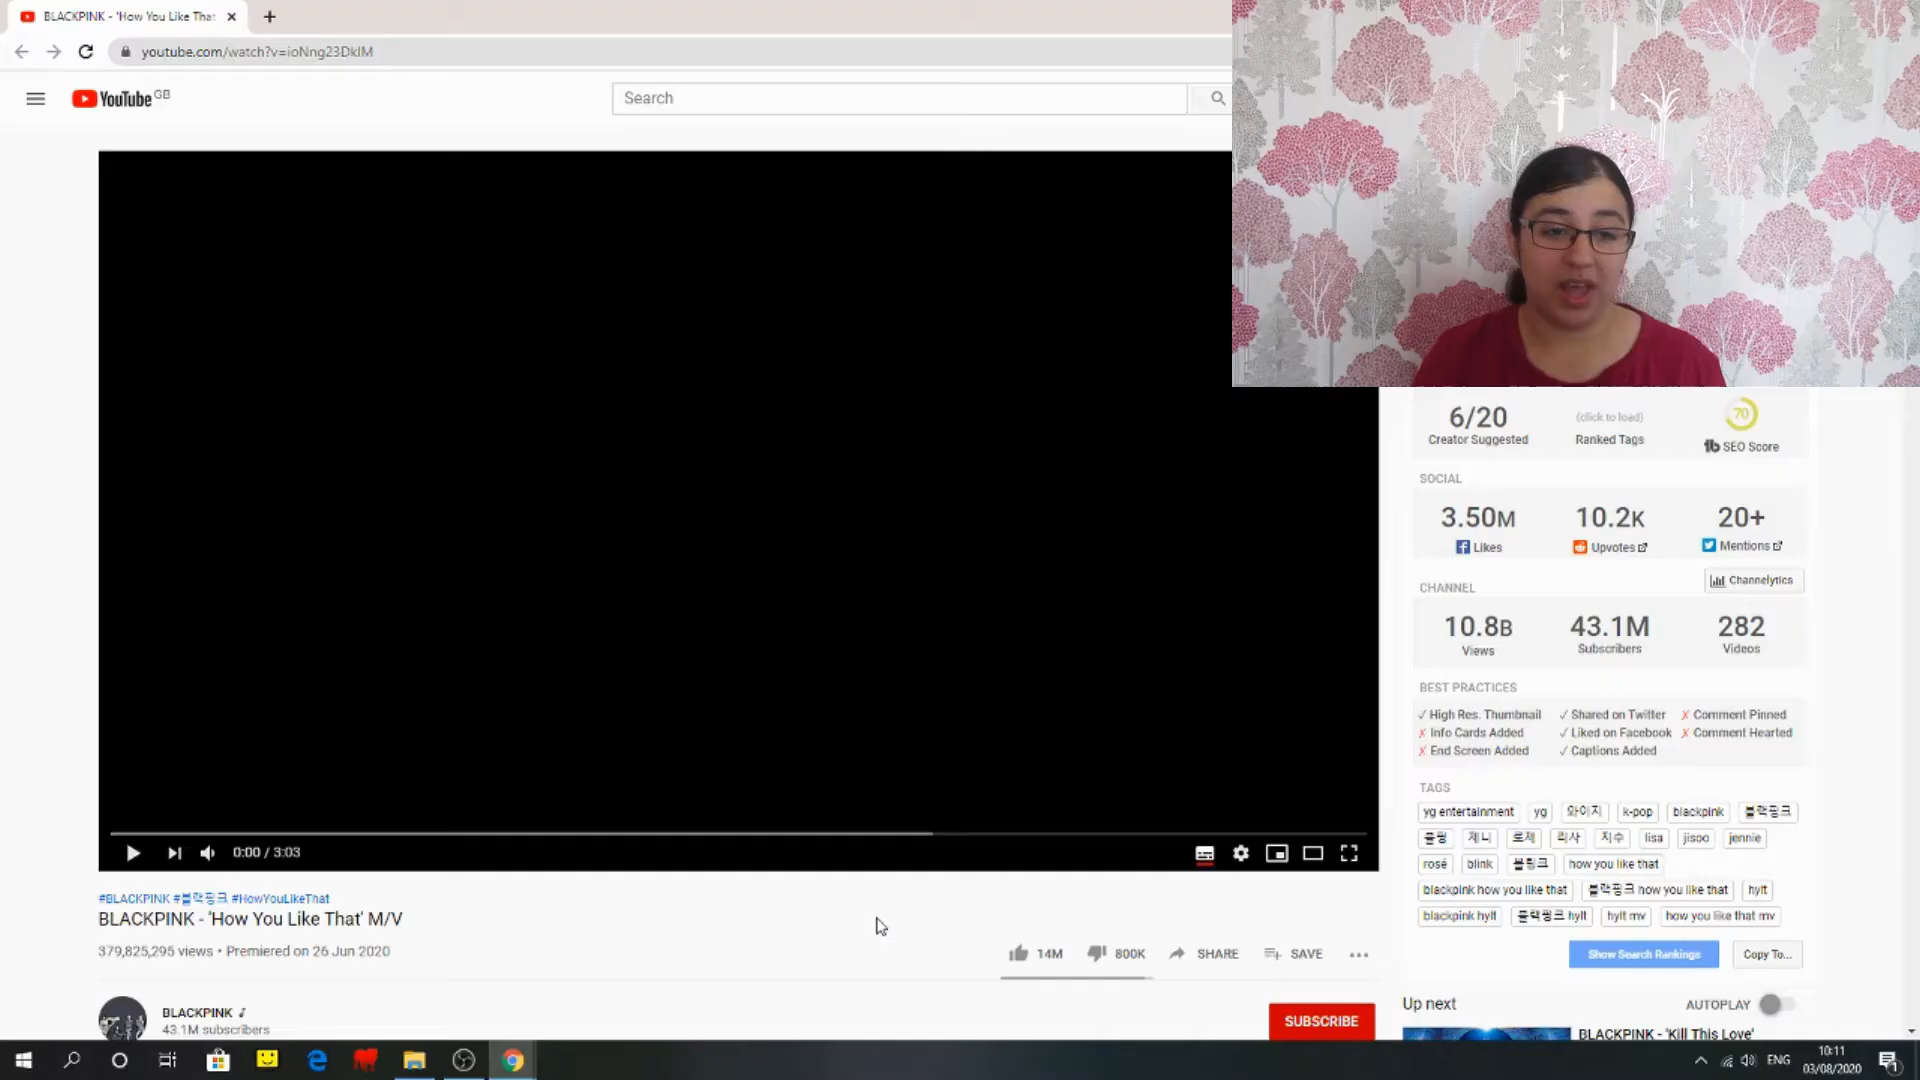 BLACKPINK - 'How You Like That
youtube.com/watch?v=ioNng23DkIM
YouTube GB
Search
6/20
Creator Suggested
(click to load)
Ranked Tags
70
tb SEO Score
SOCIAL
3.50M
Likes
10.2K
Upvotes
20+
Mentions
CHANNEL
Channelytics
10.8B
Views
43.1M
Subscribers
282
Videos
BEST PRACTICES
✓ High Res. Thumbnail ✓ Shared on Twitter ✗ Comment Pinned
✗ Info Cards Added ✓ Liked on Facebook ✗ Comment Hearted
✗ End Screen Added ✓ Captions Added
TAGS
yg entertainment yg 와이지 k-pop blackpink 블랙핑크
블핑 제니 로제 리사 지수 lisa jisoo jennie
rosé blink 블링크 how you like that
blackpink how you like that 블랙핑크 how you like that hylt
blackpink hylt 블랙핑크 hylt hylt mv how you like that mv
Show Search Rankings Copy To...
0:00 / 3:03
#BLACKPINK #블랙핑크 #HowYouLikeThat
BLACKPINK - 'How You Like That' M/V
379,825,295 views • Premiered on 26 Jun 2020
14M 800K SHARE SAVE
BLACKPINK
43.1M subscribers
SUBSCRIBE
Up next AUTOPLAY
BLACKPINK - 'Kill This Love'
ENG
10:11
03/08/2020
1